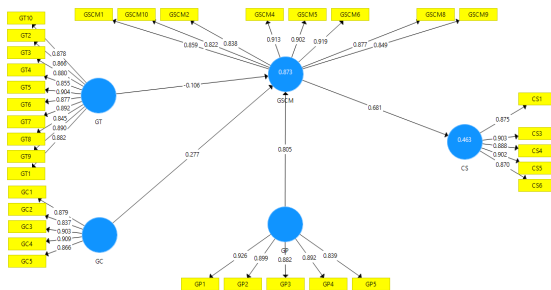 GSCM1 GSCM10 GSCM2 GSCM4 GSCM5 GSCM6 GSCM8 GSCM9
GT10
GT2
GT3
GT4
GT5
GT6
GT7
GT8
GT9
GT1
0.859 0.822 0.838 0.913 0.902 0.919 0.877 0.849
0.878
0.866
0.880
0.855
0.904
0.877
0.892
0.845
0.890
0.882
GT
-0.106
0.873
GSCM
0.681
CS1
CS3
CS4
CS5
CS6
0.875
0.903
0.888
0.902
0.870
0.463
CS
0.277
0.805
GC1
GC2
GC3
GC4
GC5
0.879
0.837
0.903
0.909
0.866
GC
GP
0.926 0.899 0.882 0.892 0.839
GP1 GP2 GP3 GP4 GP5